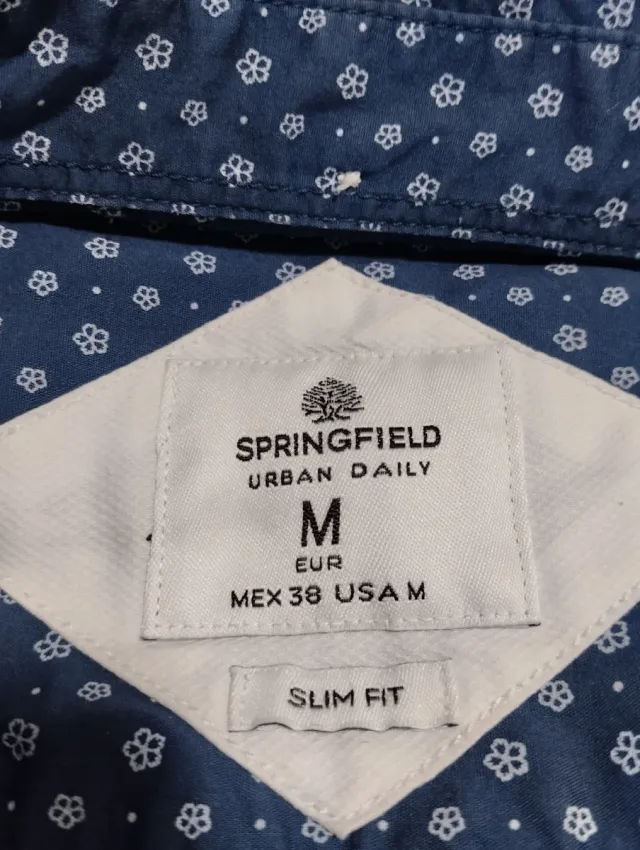 SPRINGFIELD
URBAN DAILY
M
EUR
MEX 38 USA M
SLIM FIT